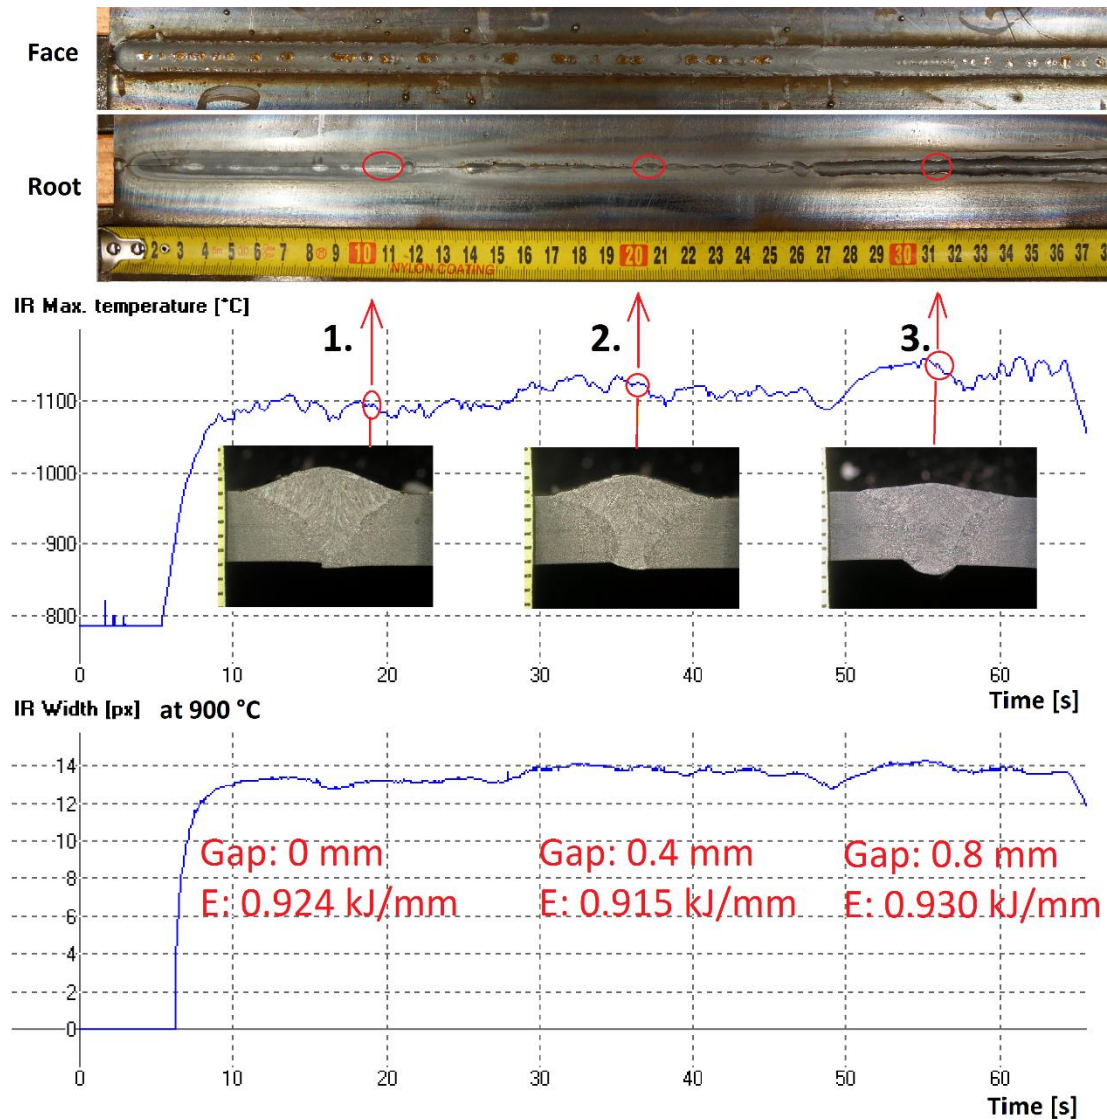 Face
Root
2 3 4 5 6 7 8 9 10 11 12 13 14 15 16 17 18 19 20 21 22 23 24 25 26 27 28 29 30 31 32 33 34 35 36 37
NYLON COATING
IR Max. temperature [°C]
1. 2. 3.
1100
1000
900
800
0 10 20 30 40 50 60
Time [s]
IR Width [px] at 900 °C
14
12
10
8
6
4
2
0
Gap: 0 mm
E: 0.924 kJ/mm
Gap: 0.4 mm
E: 0.915 kJ/mm
Gap: 0.8 mm
E: 0.930 kJ/mm
0 10 20 30 40 50 60
Time [s]